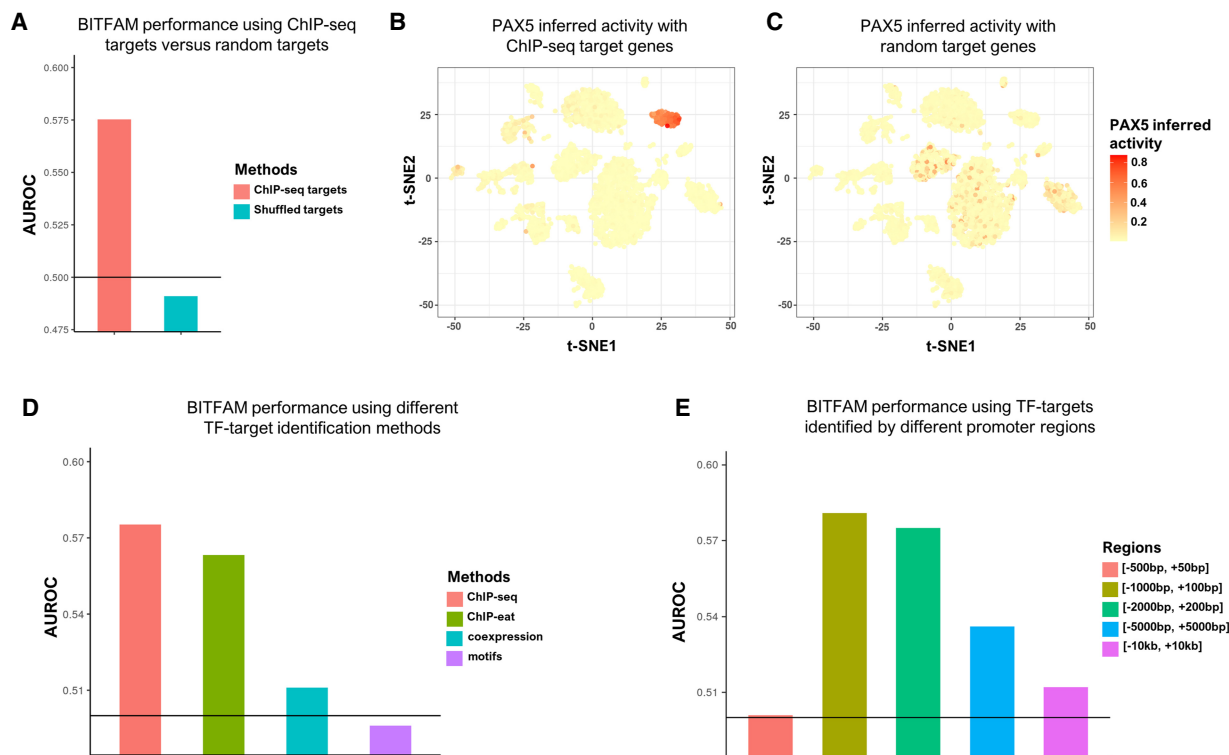 A
BITFAM performance using ChIP-seq
targets versus random targets
0.600
0.575
0.550
0.525
0.500
0.475
AUROC
Methods
ChIP-seq targets
Shuffled targets
B
PAX5 inferred activity with
ChIP-seq target genes
25
0
-25
-50
t-SNE2
-50
-25
0
25
50
t-SNE1
C
PAX5 inferred activity with
random target genes
25
0
-25
-50
t-SNE2
-50
-25
0
25
50
t-SNE1
PAX5 inferred
activity
0.8
0.4
0.2
D
BITFAM performance using different
TF-target identification methods
0.60
0.57
0.54
0.51
AUROC
Methods
ChIP-seq
ChIP-eat
coexpression
motifs
E
BITFAM performance using TF-targets
identified by different promoter regions
0.60
0.57
0.54
0.51
AUROC
Regions
[-500bp, +50bp]
[-1000bp, +100bp]
[-2000bp, +200bp]
[-5000bp, +5000bp]
[-10kb, +10kb]